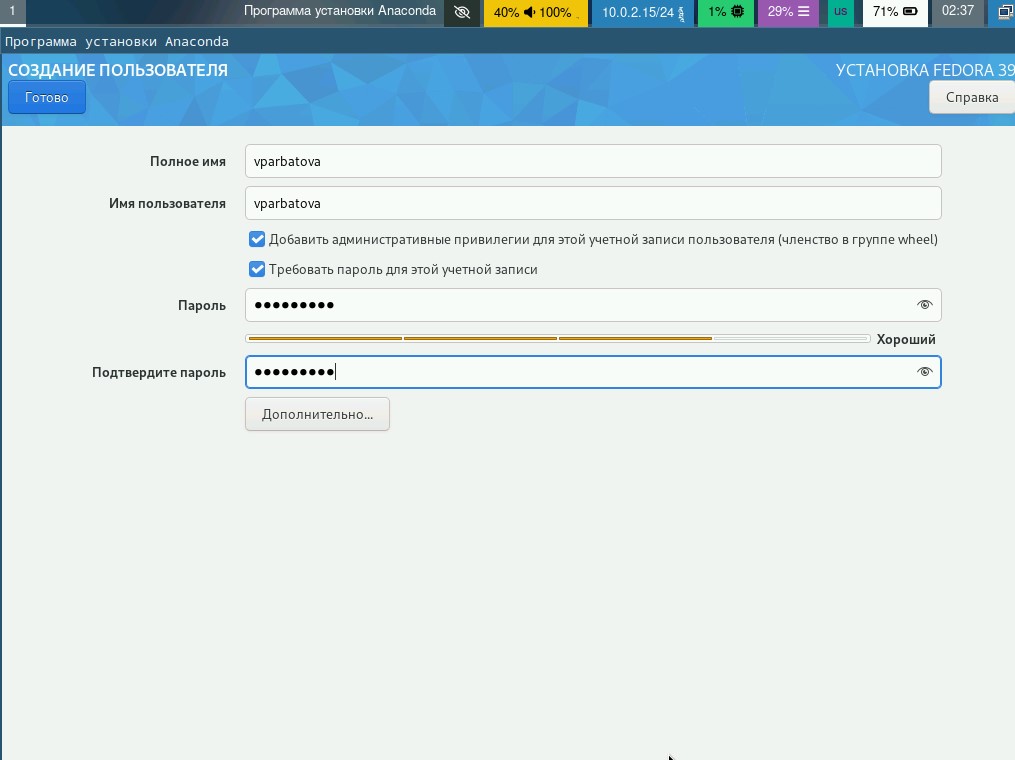 1 Программа установки Anaconda 40% 100% 10.0.2.15/24 1% 29% us 71% 02:37
Программа установки Anaconda
СОЗДАНИЕ ПОЛЬЗОВАТЕЛЯ УСТАНОВКА FEDORA 39
Готово Справка
Полное имя vparbatova
Имя пользователя vparbatova
Добавить административные привилегии для этой учетной записи пользователя (членство в группе wheel)
Требовать пароль для этой учетной записи
Пароль ●●●●●●●●●
Хороший
Подтвердите пароль ●●●●●●●●●
Дополнительно...